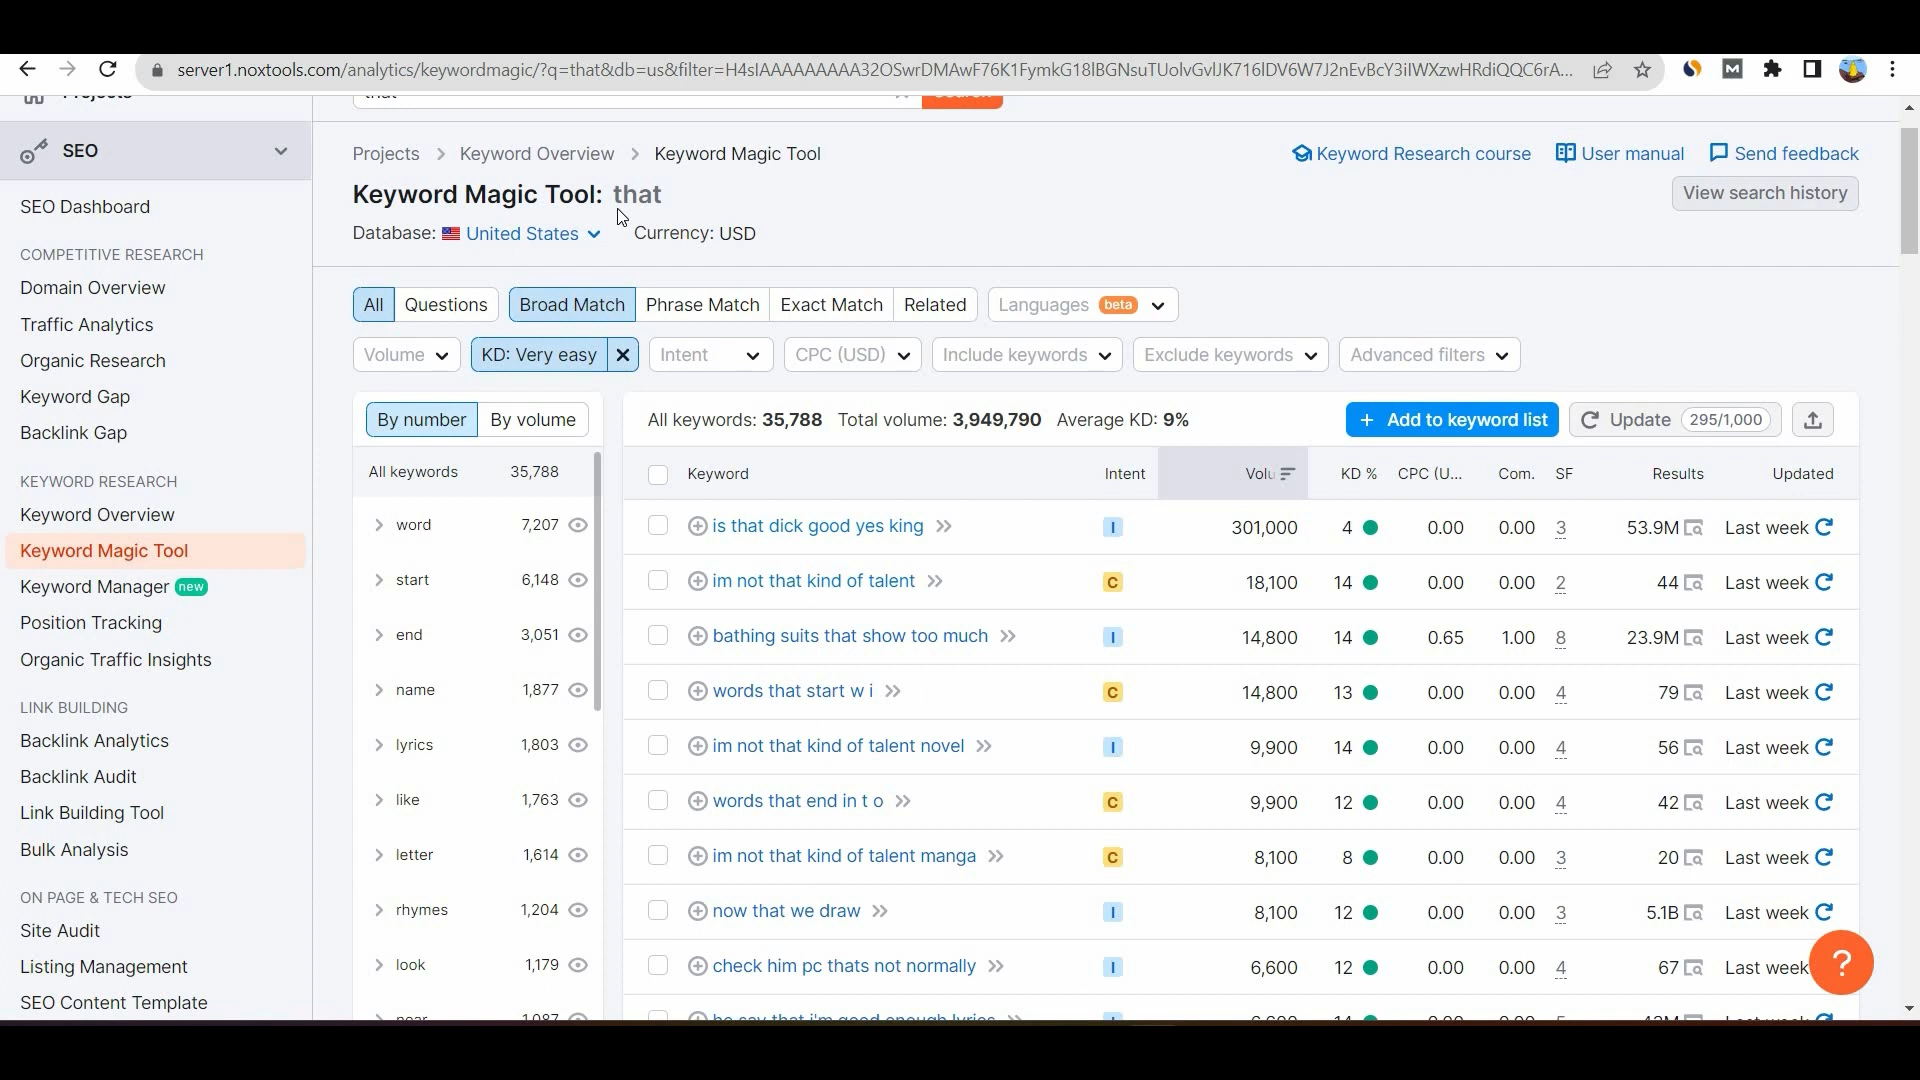 server1.noxtools.com/analytics/keywordmagic/?q=that&db=us&filter=H4sIAAAAAAAAA32OSwrDMAwF76K1FymkG18lBGNsuTUolvGvlJK716lDV6W7J2nEvBcY3iIWXzwHRdiQQC6rA...
SEO
SEO Dashboard
COMPETITIVE RESEARCH
Domain Overview
Traffic Analytics
Organic Research
Keyword Gap
Backlink Gap
KEYWORD RESEARCH
Keyword Overview
Keyword Magic Tool
Keyword Manager new
Position Tracking
Organic Traffic Insights
LINK BUILDING
Backlink Analytics
Backlink Audit
Link Building Tool
Bulk Analysis
ON PAGE & TECH SEO
Site Audit
Listing Management
SEO Content Template
Projects > Keyword Overview > Keyword Magic Tool
Keyword Research course User manual Send feedback
Keyword Magic Tool: that
View search history
Database: United States Currency: USD
All Questions Broad Match Phrase Match Exact Match Related Languages beta
Volume KD: Very easy Intent CPC (USD) Include keywords Exclude keywords Advanced filters
By number By volume
All keywords: 35,788 Total volume: 3,949,790 Average KD: 9%
+ Add to keyword list Update 295/1,000
All keywords 35,788
word 7,207
start 6,148
end 3,051
name 1,877
lyrics 1,803
like 1,763
letter 1,614
rhymes 1,204
look 1,179
near 1,087
Keyword Intent Volu KD % CPC (U... Com. SF Results Updated
is that dick good yes king I 301,000 4 0.00 0.00 3 53.9M Last week
im not that kind of talent C 18,100 14 0.00 0.00 2 44 Last week
bathing suits that show too much I 14,800 14 0.65 1.00 8 23.9M Last week
words that start w i C 14,800 13 0.00 0.00 4 79 Last week
im not that kind of talent novel I 9,900 14 0.00 0.00 4 56 Last week
words that end in t o C 9,900 12 0.00 0.00 4 42 Last week
im not that kind of talent manga C 8,100 8 0.00 0.00 3 20 Last week
now that we draw I 8,100 12 0.00 0.00 3 5.1B Last week
check him pc thats not normally I 6,600 12 0.00 0.00 4 67 Last week
he say that i'm good enough lyrics
?